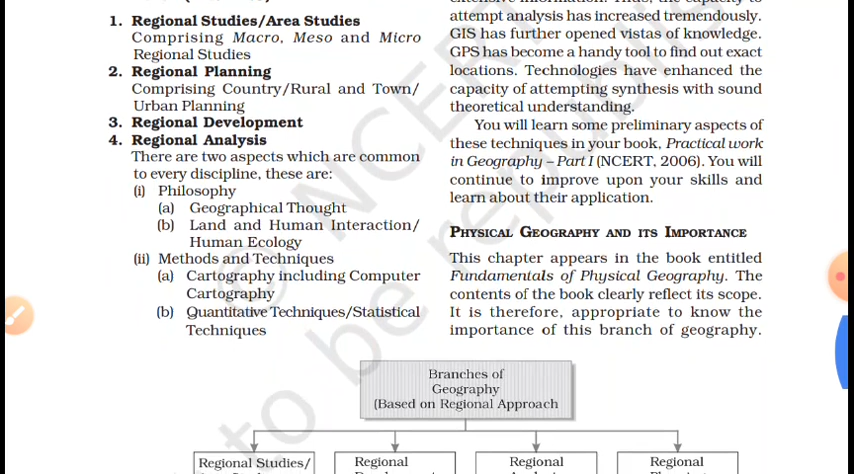 1. Regional Studies/Area Studies
Comprising Macro, Meso and Micro
Regional Studies
2. Regional Planning
Comprising Country/Rural and Town/
Urban Planning
3. Regional Development
4. Regional Analysis
There are two aspects which are common
to every discipline, these are:
(i) Philosophy
(a) Geographical Thought
(b) Land and Human Interaction/
Human Ecology
(ii) Methods and Techniques
(a) Cartography including Computer
Cartography
(b) Quantitative Techniques/Statistical
Techniques
attempt analysis has increased tremendously.
GIS has further opened vistas of knowledge.
GPS has become a handy tool to find out exact
locations. Technologies have enhanced the
capacity of attempting synthesis with sound
theoretical understanding.
You will learn some preliminary aspects of
these techniques in your book, Practical work
in Geography – Part I (NCERT, 2006). You will
continue to improve upon your skills and
learn about their application.
PHYSICAL GEOGRAPHY AND ITS IMPORTANCE
This chapter appears in the book entitled
Fundamentals of Physical Geography. The
contents of the book clearly reflect its scope.
It is therefore, appropriate to know the
importance of this branch of geography.
Branches of
Geography
(Based on Regional Approach
Regional Studies/
Regional
Regional
Regional
© NCERT
to be republis